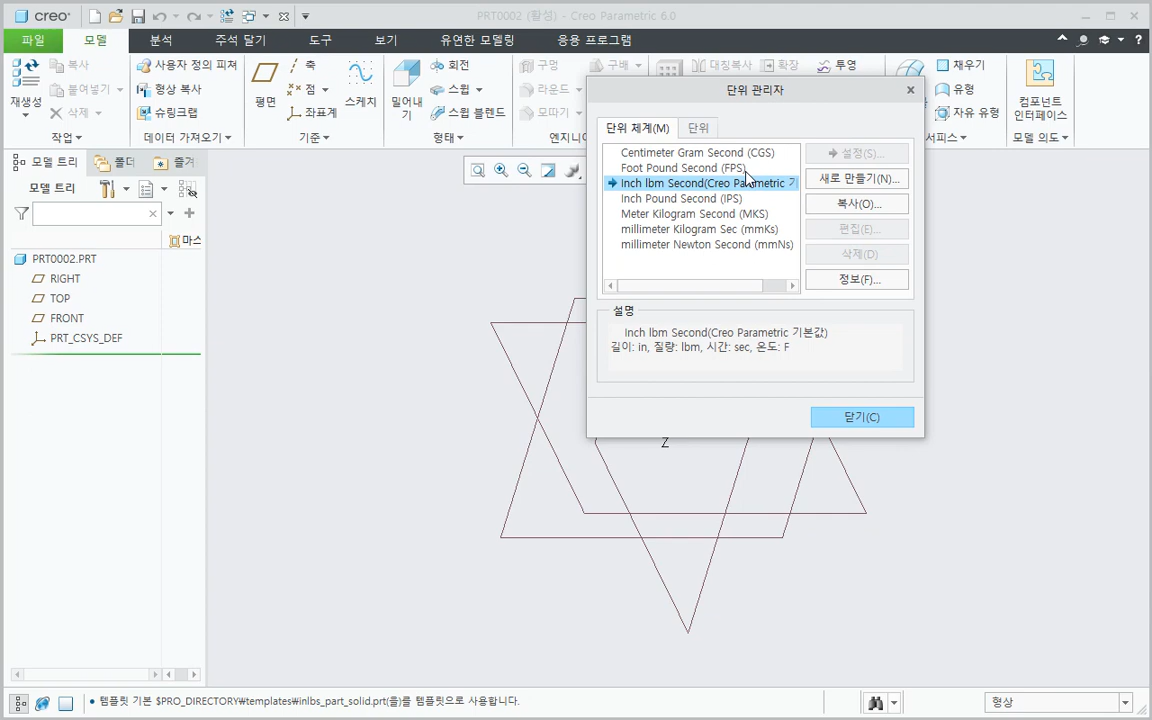 creo
PRT0002 (활성) - Creo Parametric 6.0
파일
모델
분석
주석 달기
도구
보기
유연한 모델링
응용 프로그램
재생성
복사
붙여넣기
삭제
작업
사용자 정의 피처
형상 복사
슈링크랩
데이터 가져오기
평면
축
점
좌표계
스케치
기준
밀어내기
회전
스윕
스윕 블렌드
형태
구멍
라운드
모따기
구배
엔지니
대칭복사
확장
투영
채우기
유형
자유 유형
서피스
컴포넌트
인터페이스
모델 의도
모델 트리
폴더
즐겨
모델 트리
마스
PRT0002.PRT
RIGHT
TOP
FRONT
PRT_CSYS_DEF
단위 관리자
단위 체계(M)
단위
Centimeter Gram Second (CGS)
Foot Pound Second (FPS)
Inch lbm Second(Creo Parametric 기
Inch Pound Second (IPS)
Meter Kilogram Second (MKS)
millimeter Kilogram Sec (mmKs)
millimeter Newton Second (mmNs)
설정(S)...
새로 만들기(N)...
복사(O)...
편집(E)...
삭제(D)
정보(F)...
설명
Inch lbm Second(Creo Parametric 기본값)
길이: in, 질량: lbm, 시간: sec, 온도: F
닫기(C)
Z
• 템플릿 기본 $PRO_DIRECTORY₩templates₩inlbs_part_solid.prt(을)를 템플릿으로 사용합니다.
형상